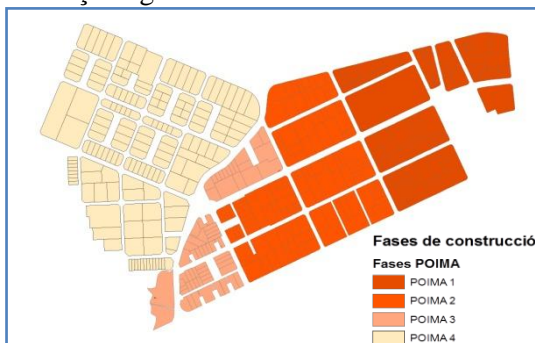 Fases de construcció
Fases POIMA
POIMA 1
POIMA 2
POIMA 3
POIMA 4